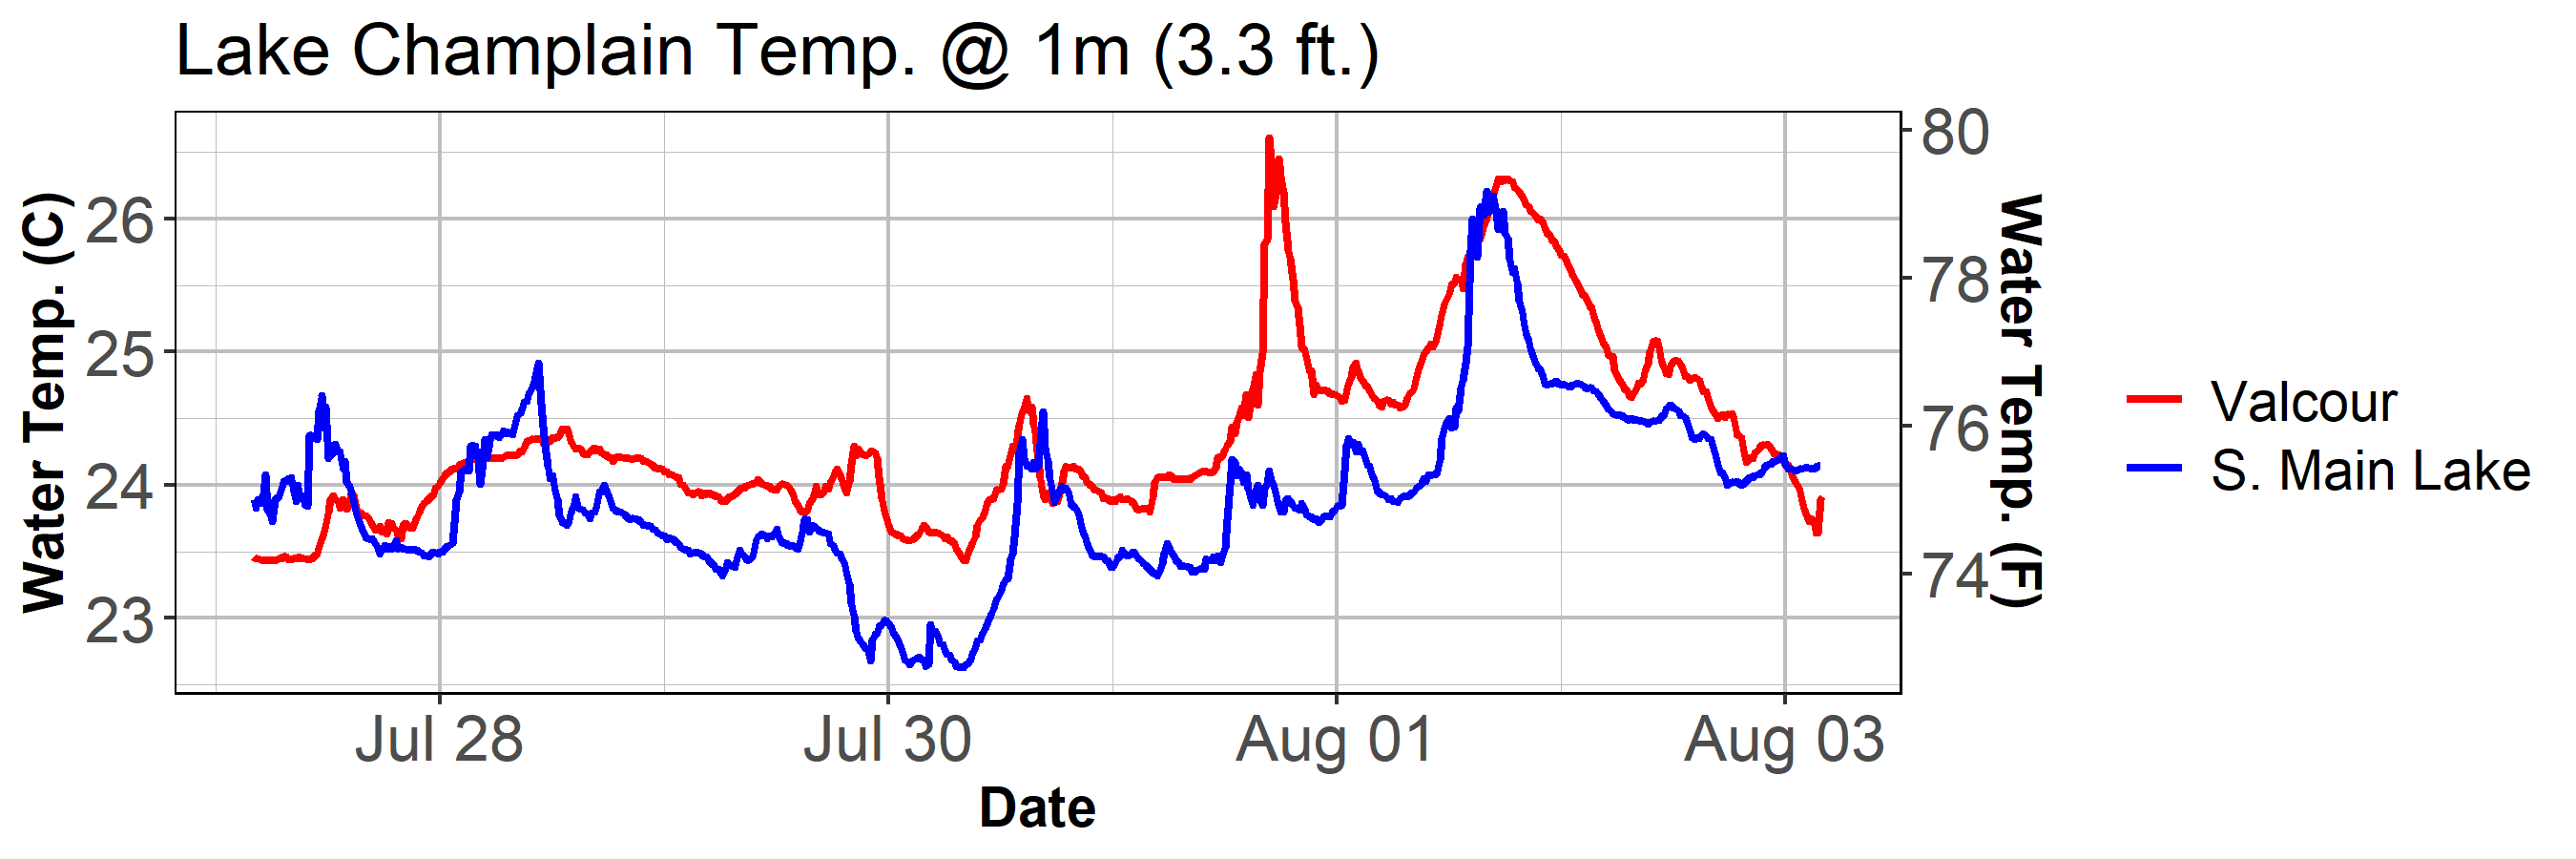 Lake Champlain Temp. @ 1m (3.3 ft.)
Water Temp. (C)
26
25
24
23
80
78
76
74
Water Temp. (F)
Jul 28
Jul 30
Aug 01
Aug 03
Date
Valcour
S. Main Lake